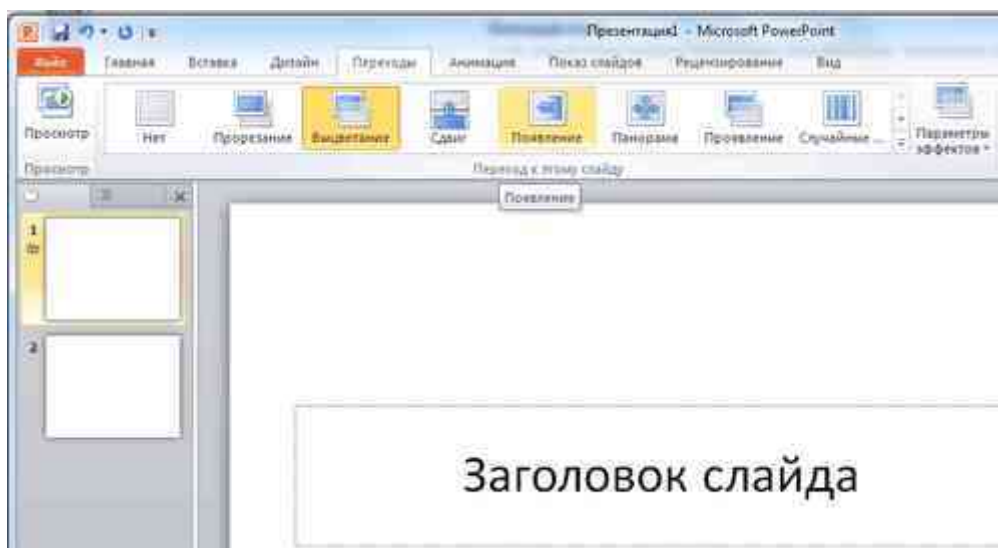 Презентация1 - Microsoft PowerPoint
Файл Главная Вставка Дизайн Переходы Анимация Показ слайдов Рецензирование Вид
Просмотр Нет Прорезание Выцветание Сдвиг Появление Панорама Проявление Случайные ... Параметры эффектов
Просмотр Переход к этому слайду
Появление
1
2
Заголовок слайда